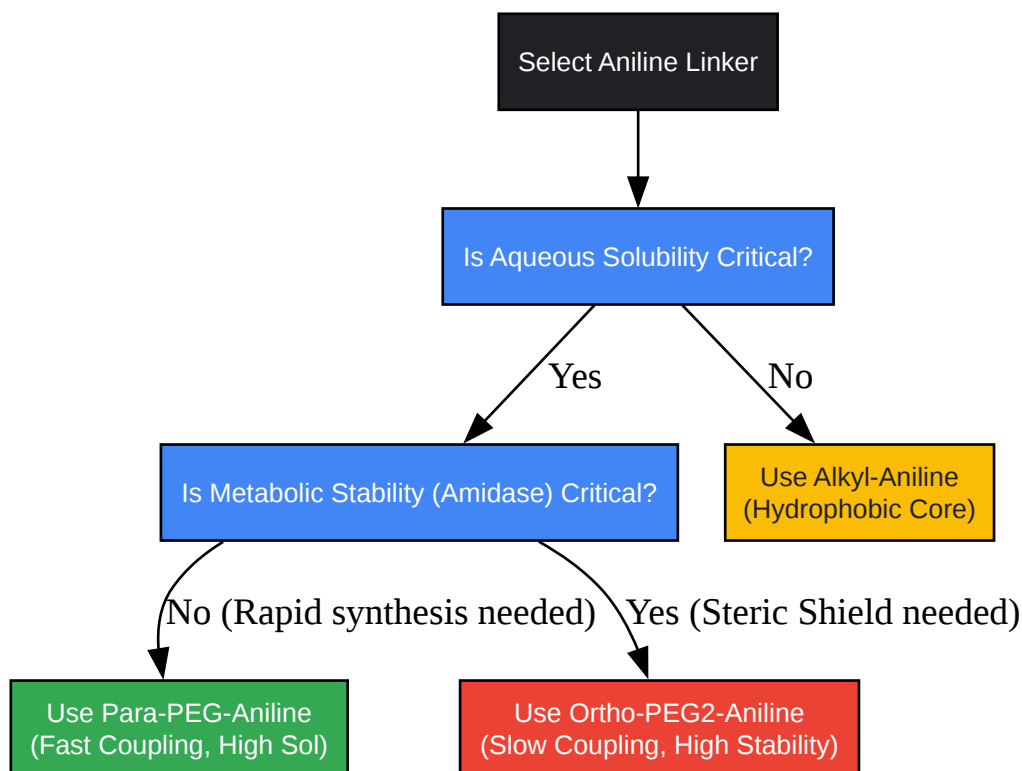 Select Aniline Linker
Is Aqueous Solubility Critical?
Yes
No
Is Metabolic Stability (Amidase) Critical?
Use Alkyl-Aniline
(Hydrophobic Core)
No (Rapid synthesis needed)
Yes (Steric Shield needed)
Use Para-PEG-Aniline
(Fast Coupling, High Sol)
Use Ortho-PEG2-Aniline
(Slow Coupling, High Stability)